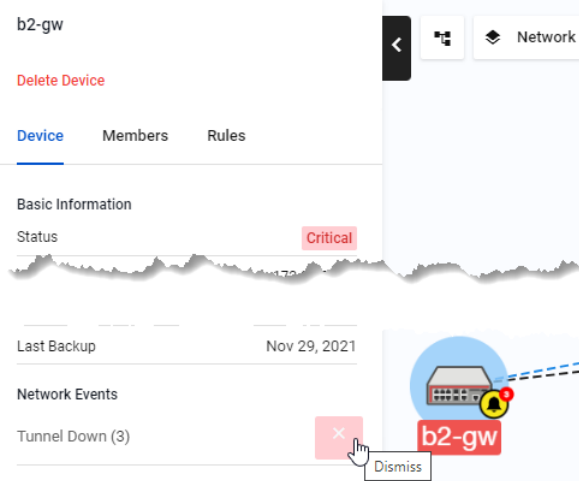 b2-gw
Delete Device
Network
Device Members Rules
Basic Information
Status Critical
Last Backup Nov 29, 2021
Network Events
Tunnel Down (3)
3
b2-gw
Dismiss